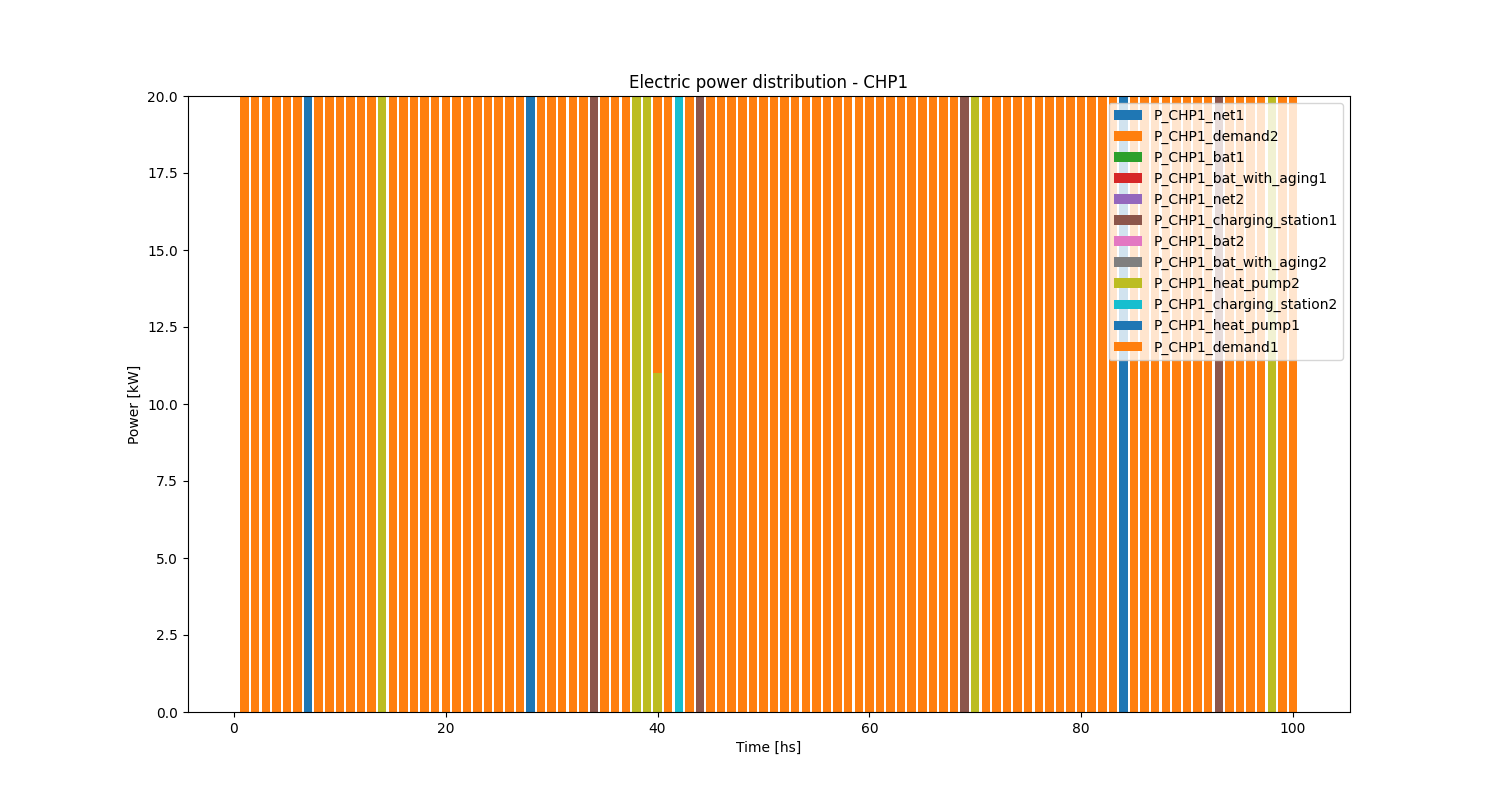 Electric power distribution - CHP1
20.0
17.5
15.0
12.5
10.0
7.5
5.0
2.5
0.0
Power [kW]
P_CHP1_net1
P_CHP1_demand2
P_CHP1_bat1
P_CHP1_bat_with_aging1
P_CHP1_net2
P_CHP1_charging_station1
P_CHP1_bat2
P_CHP1_bat_with_aging2
P_CHP1_heat_pump2
P_CHP1_charging_station2
P_CHP1_heat_pump1
P_CHP1_demand1
0 20 40 60 80 100
Time [hs]